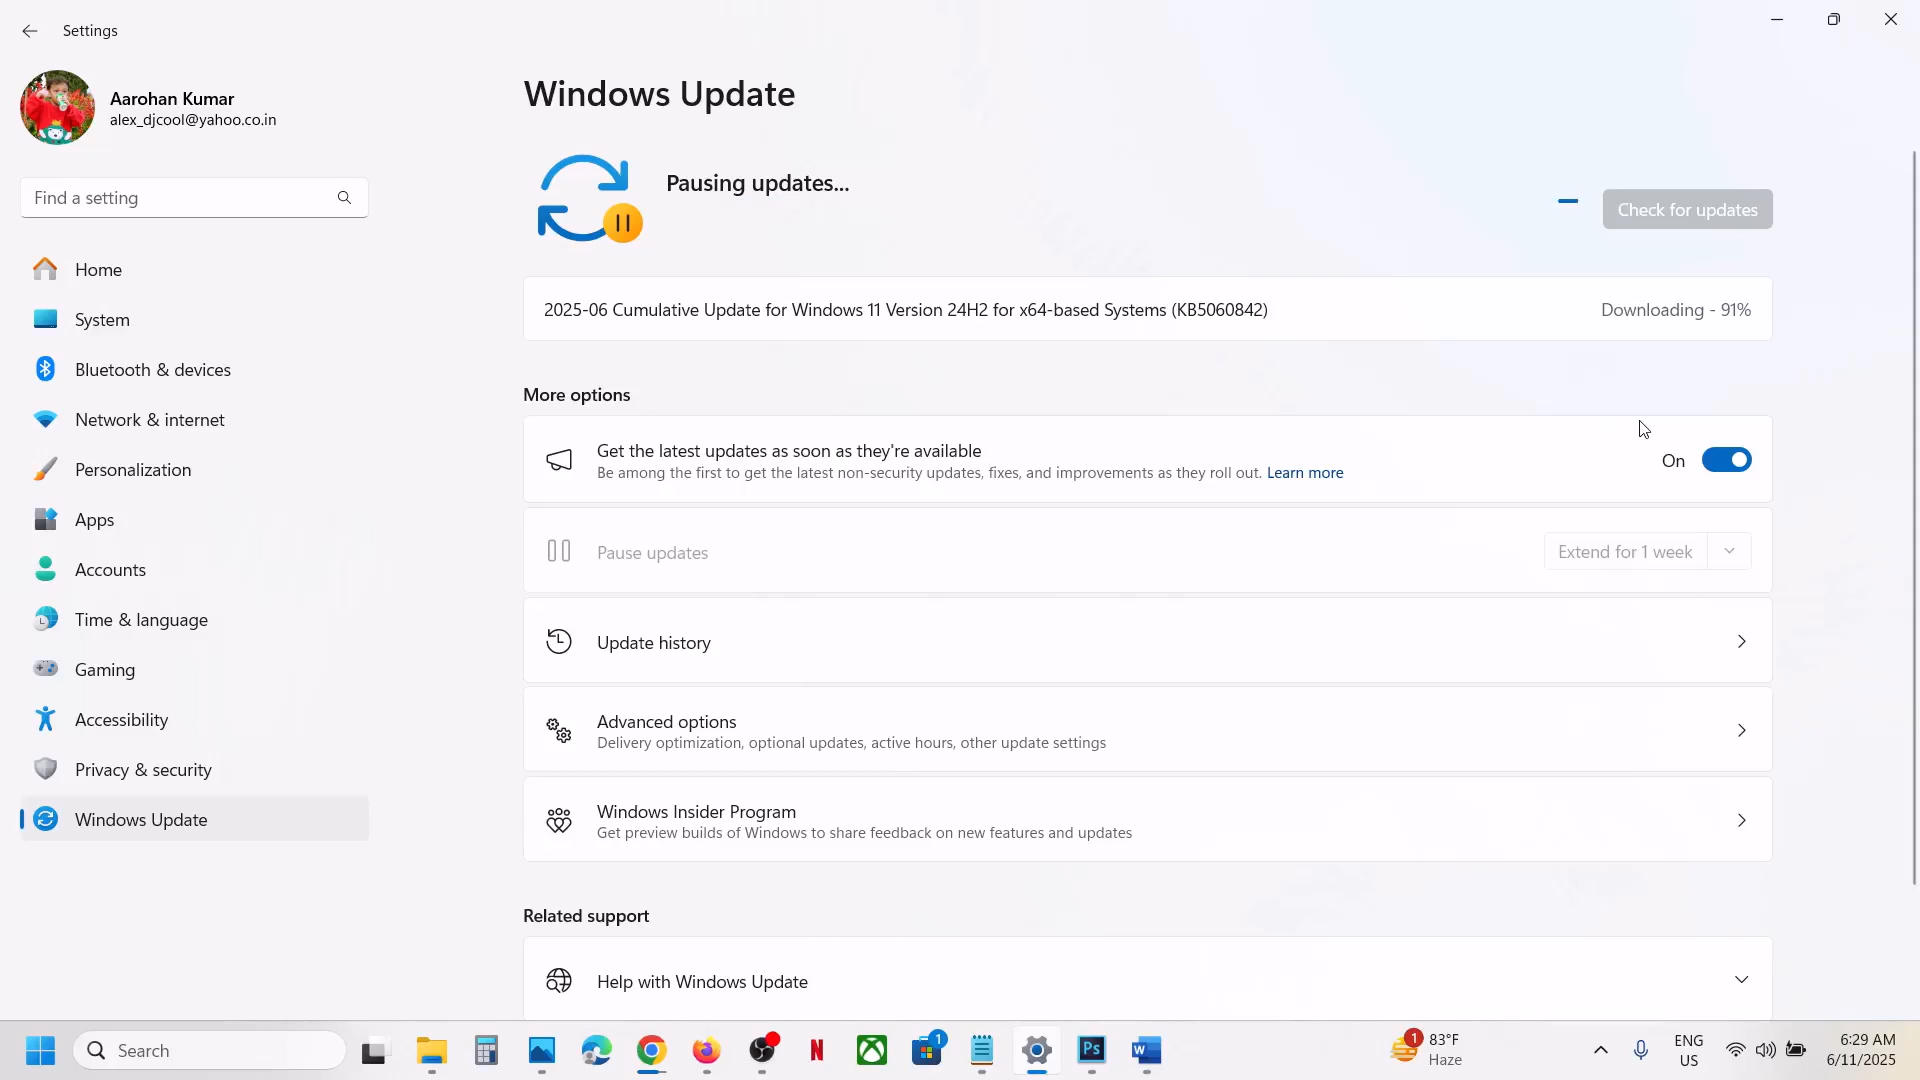 Settings
Aarohan Kumar
alex_djcool@yahoo.co.in
Find a setting
Home
System
Bluetooth & devices
Network & internet
Personalization
Apps
Accounts
Time & language
Gaming
Accessibility
Privacy & security
Windows Update
Windows Update
Pausing updates...
Check for updates
2025-06 Cumulative Update for Windows 11 Version 24H2 for x64-based Systems (KB5060842)
Downloading - 91%
More options
Get the latest updates as soon as they're available
Be among the first to get the latest non-security updates, fixes, and improvements as they roll out. Learn more
On
Pause updates
Extend for 1 week
Update history
Advanced options
Delivery optimization, optional updates, active hours, other update settings
Windows Insider Program
Get preview builds of Windows to share feedback on new features and updates
Related support
Help with Windows Update
Search
N
1
Ps
W
1
83°F
Haze
ENG
US
6:29 AM
6/11/2025